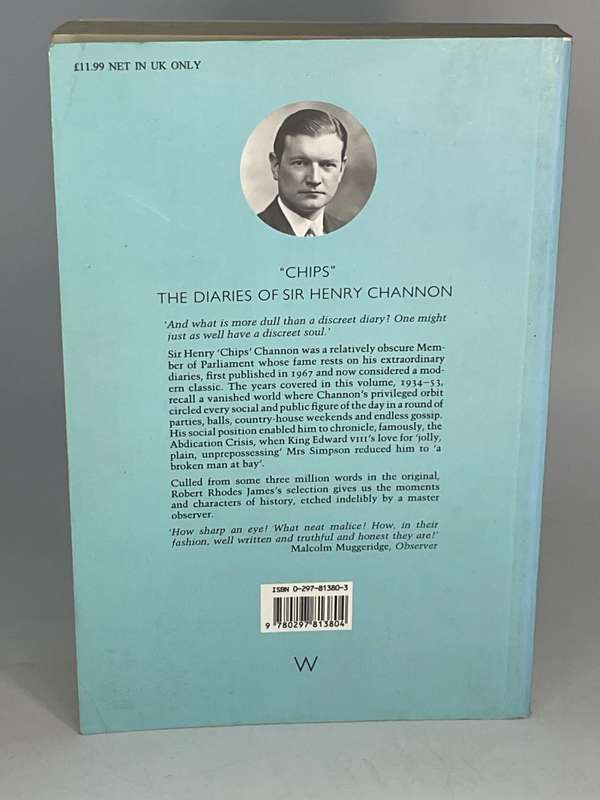 £11.99 NET IN UK ONLY
"CHIPS"
THE DIARIES OF SIR HENRY CHANNON
'And what is more dull than a discreet diary? One might
just as well have a discreet soul.'
Sir Henry 'Chips' Channon was a relatively obscure Mem-
ber of Parliament whose fame rests on his extraordinary
diaries, first published in 1967 and now considered a mod-
ern classic. The years covered in this volume, 1934–53,
recall a vanished world where Channon's privileged orbit
circled every social and public figure of the day in a round of
parties, balls, country-house weekends and endless gossip.
His social position enabled him to chronicle, famously, the
Abdication Crisis, when King Edward VIII's love for 'jolly,
plain, unprepossessing' Mrs Simpson reduced him to 'a
broken man at bay'.
Culled from some three million words in the original,
Robert Rhodes James's selection gives us the moments
and characters of history, etched indelibly by a master
observer.
'How sharp an eye! What neat malice! How, in their
fashion, well written and truthful and honest they are!'
Malcolm Muggeridge, Observer
ISBN 0-297-81380-3
9 780297 813804
W